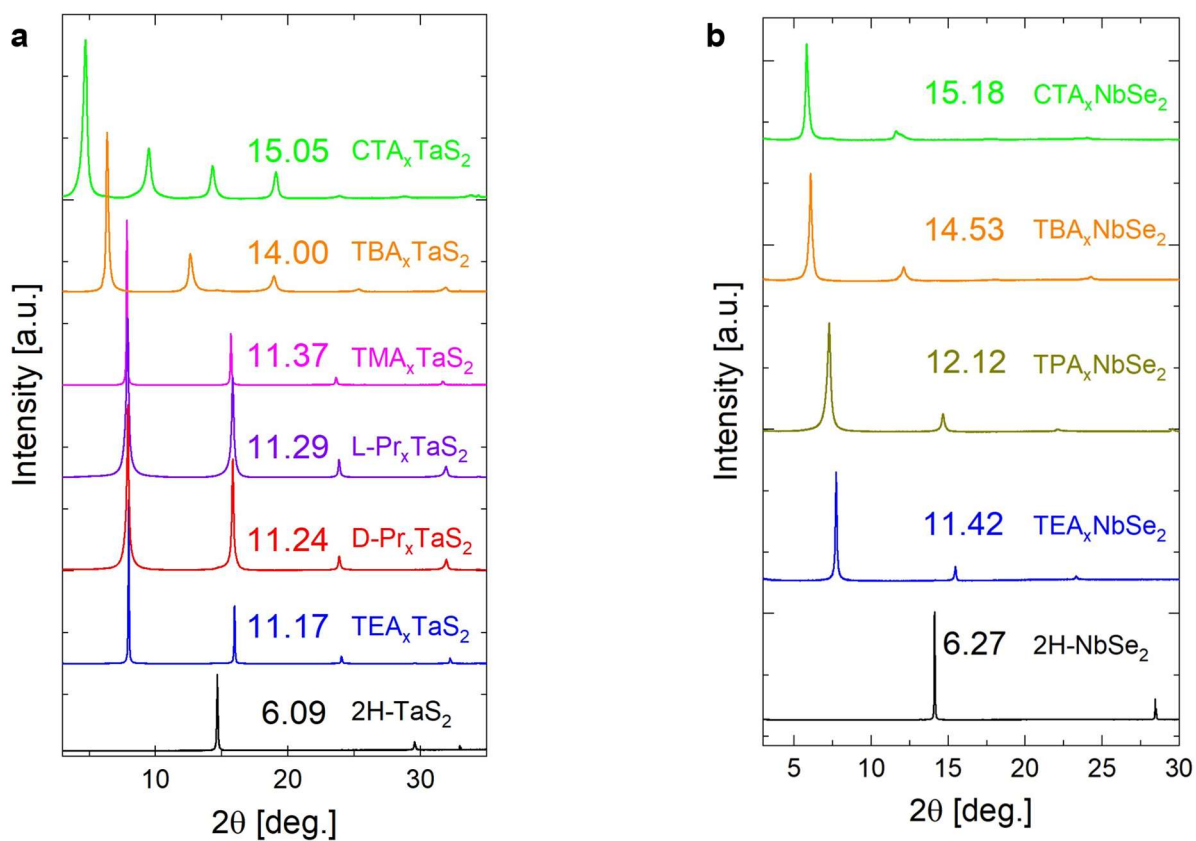 a
15.05 CTAₓTaS₂
14.00 TBAₓTaS₂
11.37 TMAₓTaS₂
11.29 L-PrₓTaS₂
11.24 D-PrₓTaS₂
11.17 TEAₓTaS₂
6.09 2H-TaS₂
Intensity [a.u.]
10 20 30
2θ [deg.]
b
15.18 CTAₓNbSe₂
14.53 TBAₓNbSe₂
12.12 TPAₓNbSe₂
11.42 TEAₓNbSe₂
6.27 2H-NbSe₂
Intensity [a.u.]
5 10 15 20 25 30
2θ [deg.]